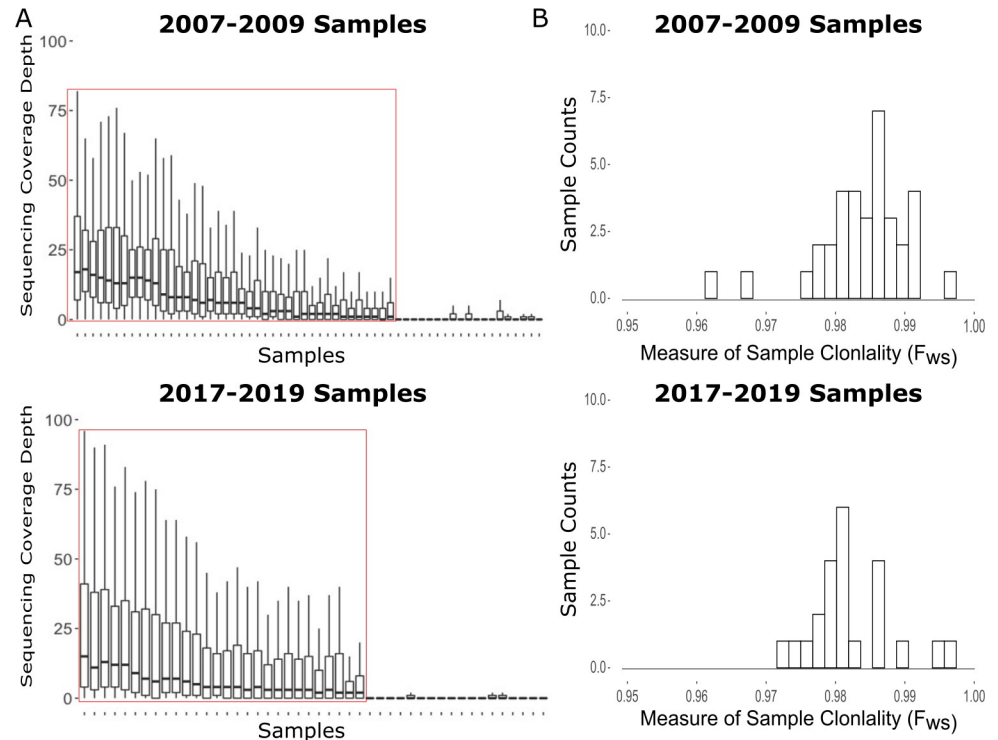 A
2007-2009 Samples
Sequencing Coverage Depth
100-
75-
50-
25-
0-
Samples
B
2007-2009 Samples
Sample Counts
10.0-
7.5-
5.0-
2.5-
0.0-
0.95 0.96 0.97 0.98 0.99 1.00
Measure of Sample Clonlality (FWS)
2017-2019 Samples
Sequencing Coverage Depth
100-
75-
50-
25-
0-
Samples
2017-2019 Samples
Sample Counts
10.0-
7.5-
5.0-
2.5-
0.0-
0.95 0.96 0.97 0.98 0.99 1.00
Measure of Sample Clonlality (FWS)